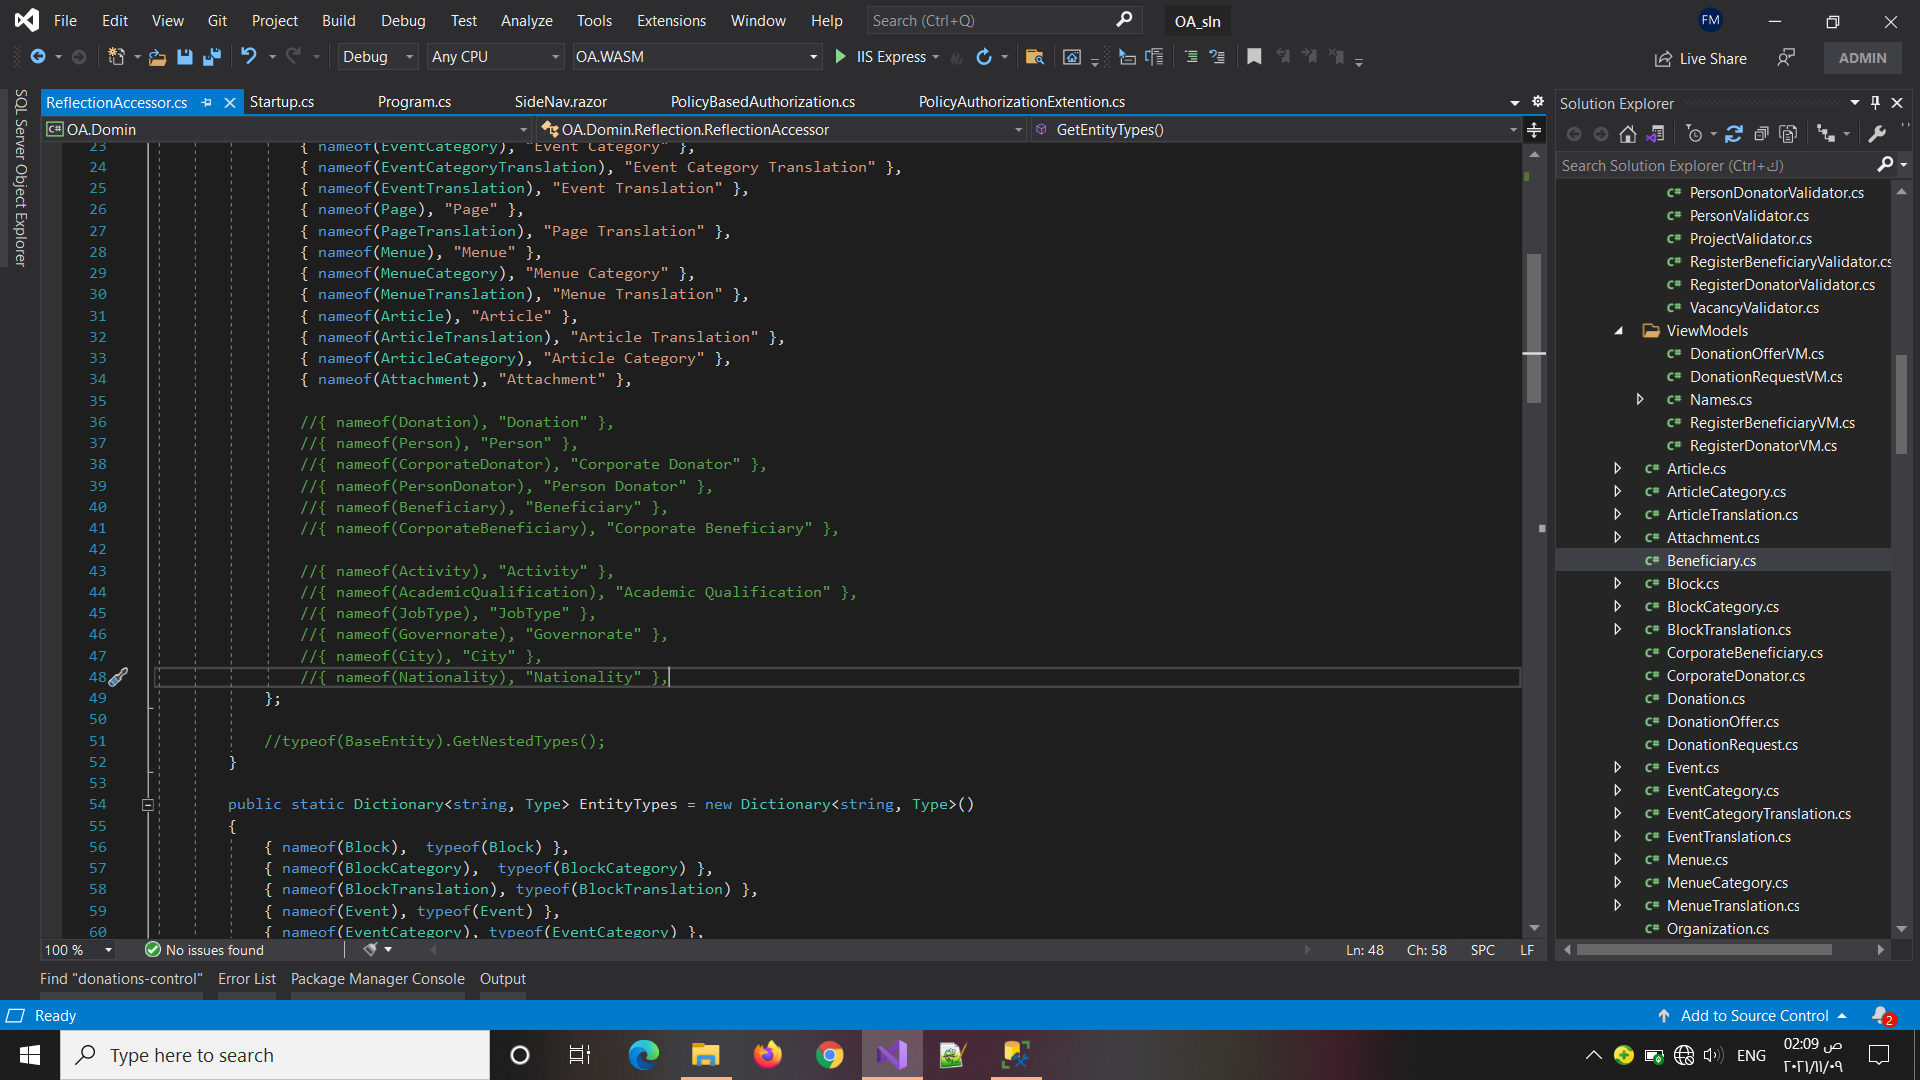 File Edit View Git Project Build Debug Test Analyze Tools Extensions Window Help Search (Ctrl+Q) OA_sln FM
Debug Any CPU OA.WASM IIS Express Live Share ADMIN
SQL Server Object Explorer
ReflectionAccessor.cs Startup.cs Program.cs SideNav.razor PolicyBasedAuthorization.cs PolicyAuthorizationExtention.cs
OA.Domin OA.Domin.Reflection.ReflectionAccessor GetEntityTypes()
23 { nameof(EventCategory), "Event Category" },
24 { nameof(EventCategoryTranslation), "Event Category Translation" },
25 { nameof(EventTranslation), "Event Translation" },
26 { nameof(Page), "Page" },
27 { nameof(PageTranslation), "Page Translation" },
28 { nameof(Menue), "Menue" },
29 { nameof(MenueCategory), "Menue Category" },
30 { nameof(MenueTranslation), "Menue Translation" },
31 { nameof(Article), "Article" },
32 { nameof(ArticleTranslation), "Article Translation" },
33 { nameof(ArticleCategory), "Article Category" },
34 { nameof(Attachment), "Attachment" },
35
36 //{ nameof(Donation), "Donation" },
37 //{ nameof(Person), "Person" },
38 //{ nameof(CorporateDonator), "Corporate Donator" },
39 //{ nameof(PersonDonator), "Person Donator" },
40 //{ nameof(Beneficiary), "Beneficiary" },
41 //{ nameof(CorporateBeneficiary), "Corporate Beneficiary" },
42
43 //{ nameof(Activity), "Activity" },
44 //{ nameof(AcademicQualification), "Academic Qualification" },
45 //{ nameof(JobType), "JobType" },
46 //{ nameof(Governorate), "Governorate" },
47 //{ nameof(City), "City" },
48 //{ nameof(Nationality), "Nationality" },
49 };
50
51 //typeof(BaseEntity).GetNestedTypes();
52 }
53
54 public static Dictionary<string, Type> EntityTypes = new Dictionary<string, Type>()
55 {
56 { nameof(Block), typeof(Block) },
57 { nameof(BlockCategory), typeof(BlockCategory) },
58 { nameof(BlockTranslation), typeof(BlockTranslation) },
59 { nameof(Event), typeof(Event) },
60 { nameof(EventCategory), typeof(EventCategory) },
100 % No issues found Ln: 48 Ch: 58 SPC LF
Solution Explorer
Search Solution Explorer (Ctrl+ك)
PersonDonatorValidator.cs
PersonValidator.cs
ProjectValidator.cs
RegisterBeneficiaryValidator.cs
RegisterDonatorValidator.cs
VacancyValidator.cs
ViewModels
DonationOfferVM.cs
DonationRequestVM.cs
Names.cs
RegisterBeneficiaryVM.cs
RegisterDonatorVM.cs
Article.cs
ArticleCategory.cs
ArticleTranslation.cs
Attachment.cs
Beneficiary.cs
Block.cs
BlockCategory.cs
BlockTranslation.cs
CorporateBeneficiary.cs
CorporateDonator.cs
Donation.cs
DonationOffer.cs
DonationRequest.cs
Event.cs
EventCategory.cs
EventCategoryTranslation.cs
EventTranslation.cs
Menue.cs
MenueCategory.cs
MenueTranslation.cs
Organization.cs
Find "donations-control" Error List Package Manager Console Output
Ready Add to Source Control 2
Type here to search ENG 02:09 ص
٢٠٢١/١١/٠٩